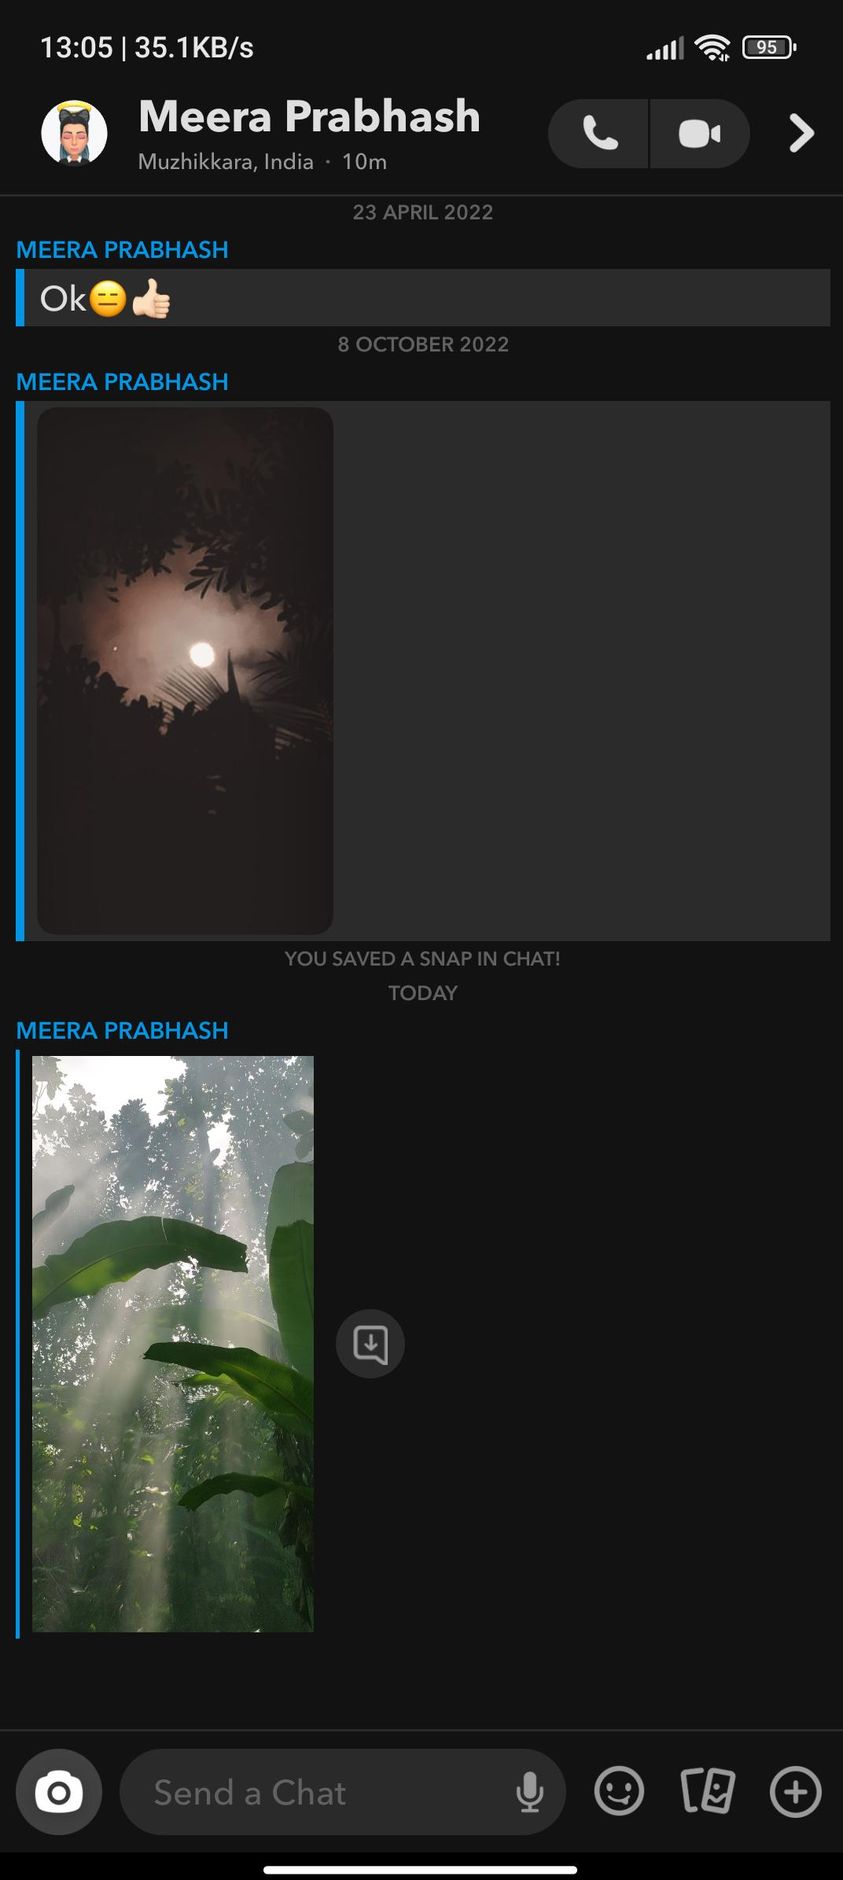 13:05 | 35.1KB/s
95
Meera Prabhash
Muzhikkara, India · 10m
23 APRIL 2022
MEERA PRABHASH
Ok😑👍🏻
8 OCTOBER 2022
MEERA PRABHASH
YOU SAVED A SNAP IN CHAT!
TODAY
MEERA PRABHASH
Send a Chat